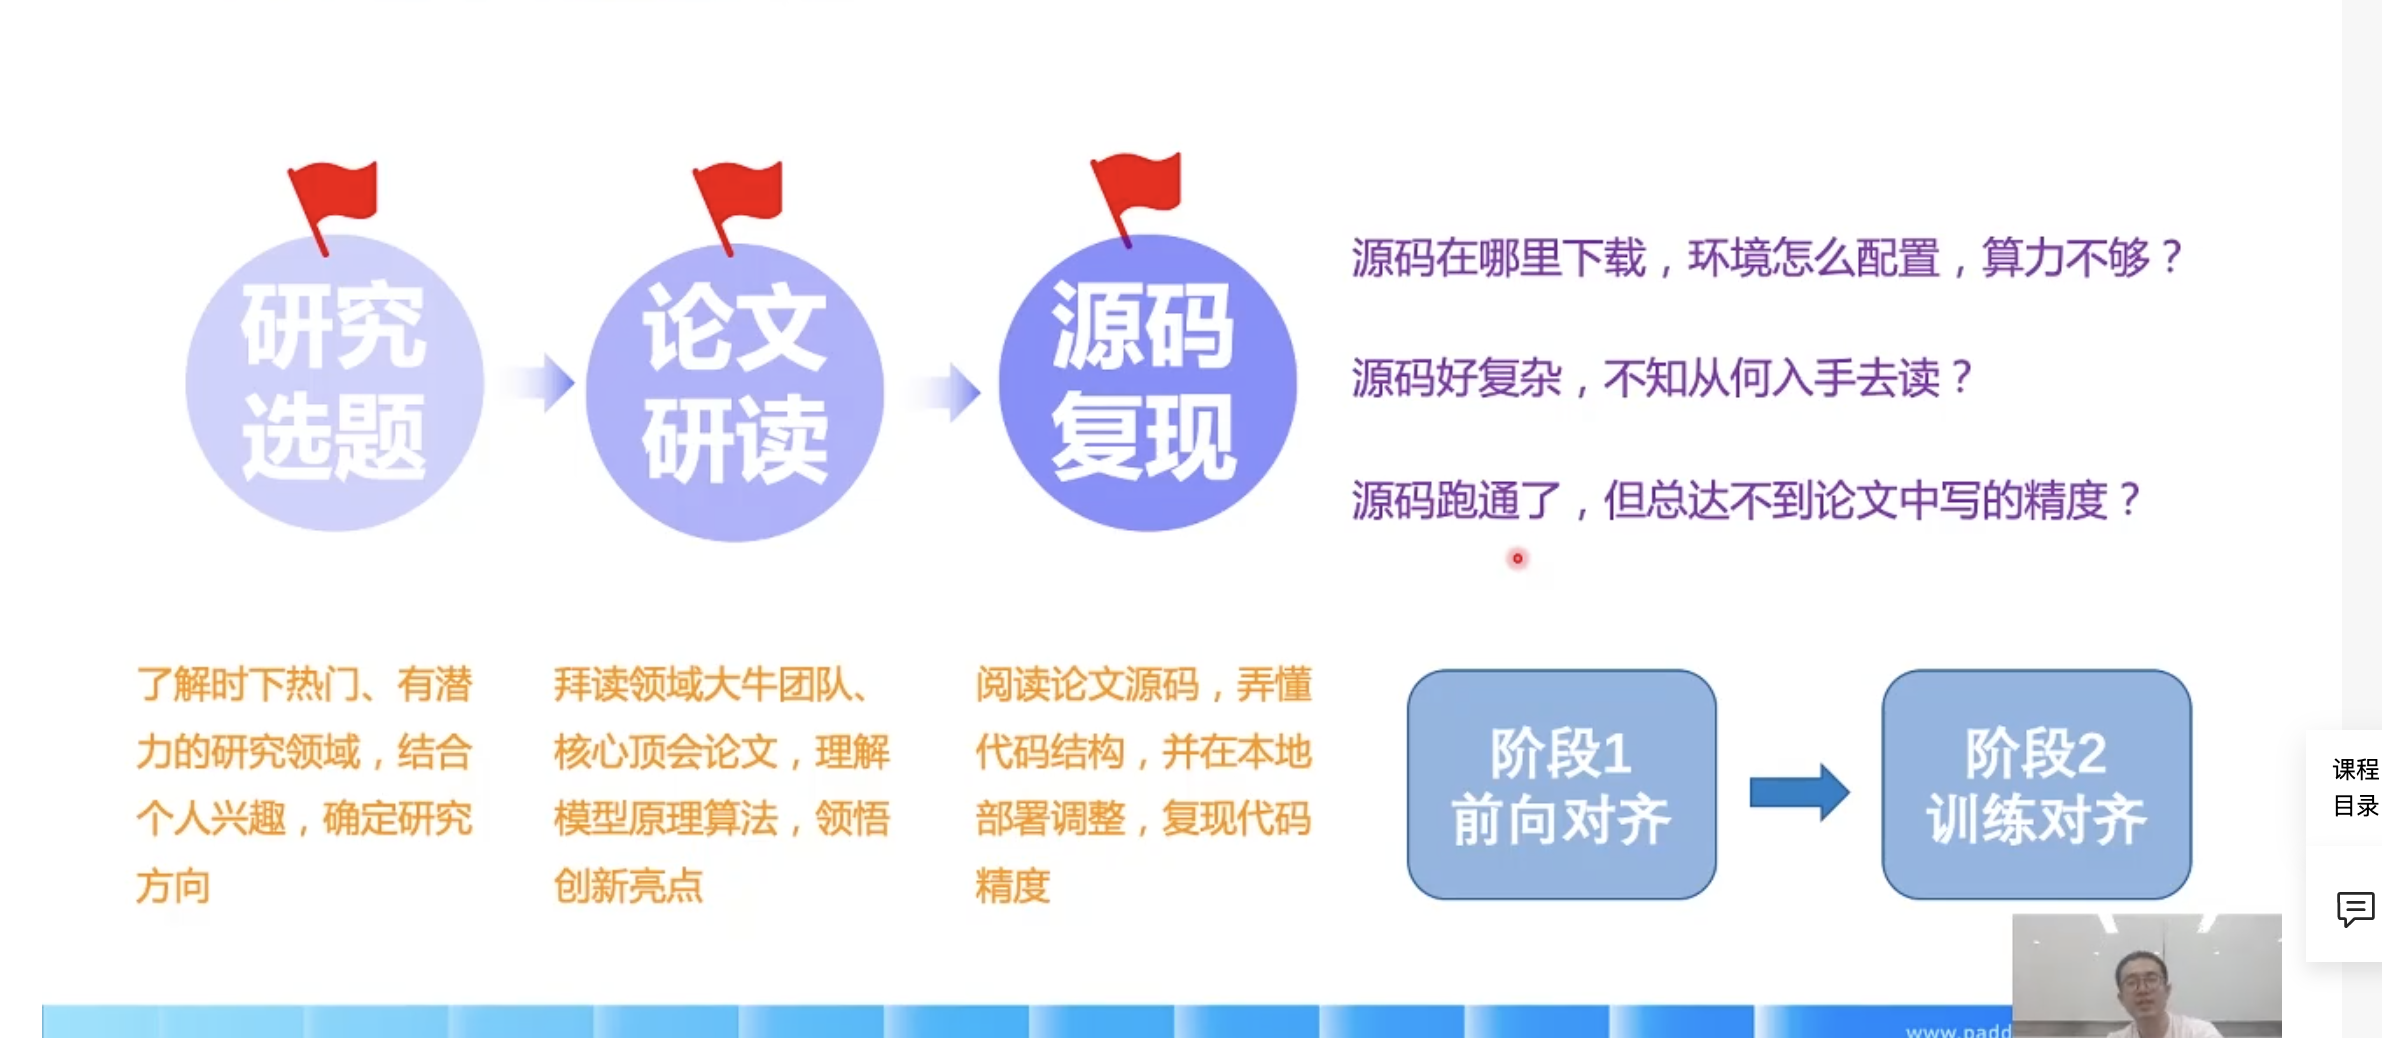 研究
选题
论文
研读
源码
复现
源码在哪里下载，环境怎么配置，算力不够？
源码好复杂，不知从何入手去读？
源码跑通了，但总达不到论文中写的精度？
了解时下热门、有潜
力的研究领域，结合
个人兴趣，确定研究
方向
拜读领域大牛团队、
核心顶会论文，理解
模型原理算法，领悟
创新亮点
阅读论文源码，弄懂
代码结构，并在本地
部署调整，复现代码
精度
阶段1
前向对齐
阶段2
训练对齐
课程
目录
www.padd